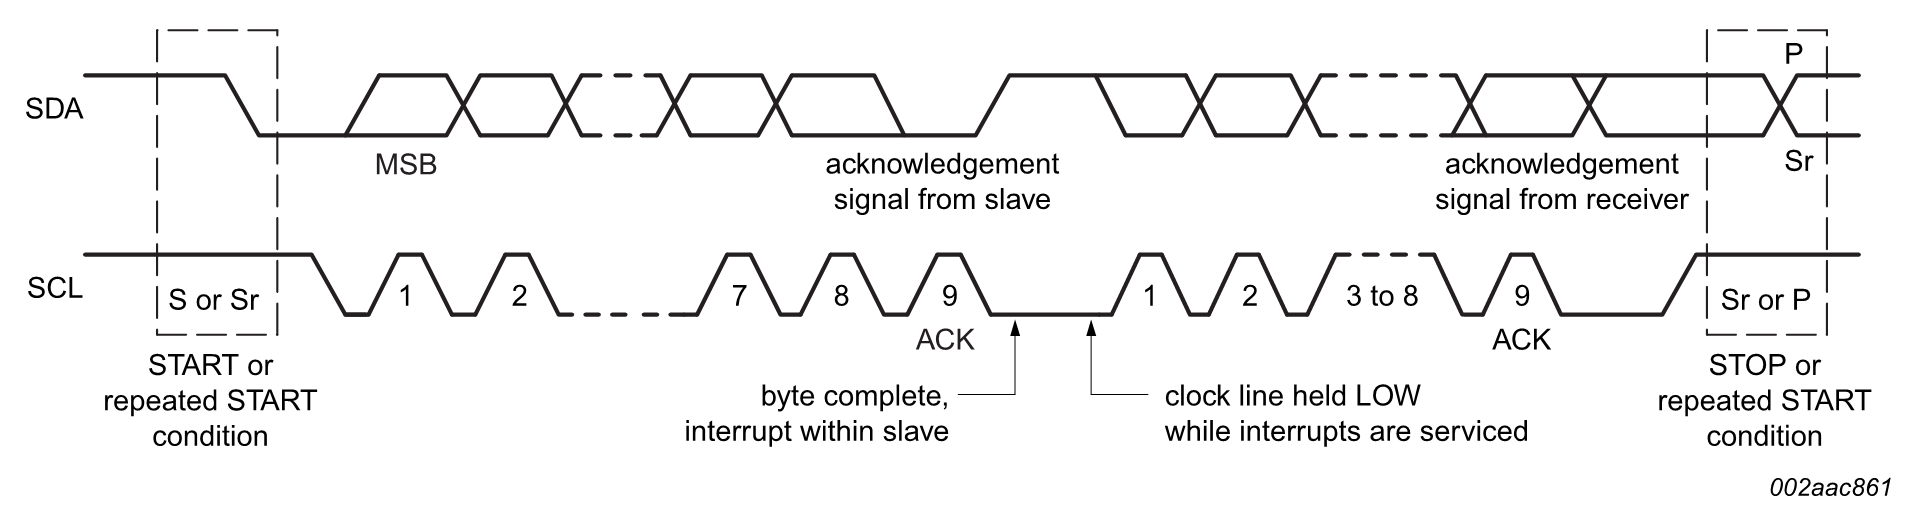 P
SDA
MSB
acknowledgement
signal from slave
acknowledgement
signal from receiver
Sr
SCL
S or Sr
1
2
7
8
9
1
2
3 to 8
9
Sr or P
ACK
ACK
START or
repeated START
condition
byte complete,
interrupt within slave
clock line held LOW
while interrupts are serviced
STOP or
repeated START
condition
002aac861